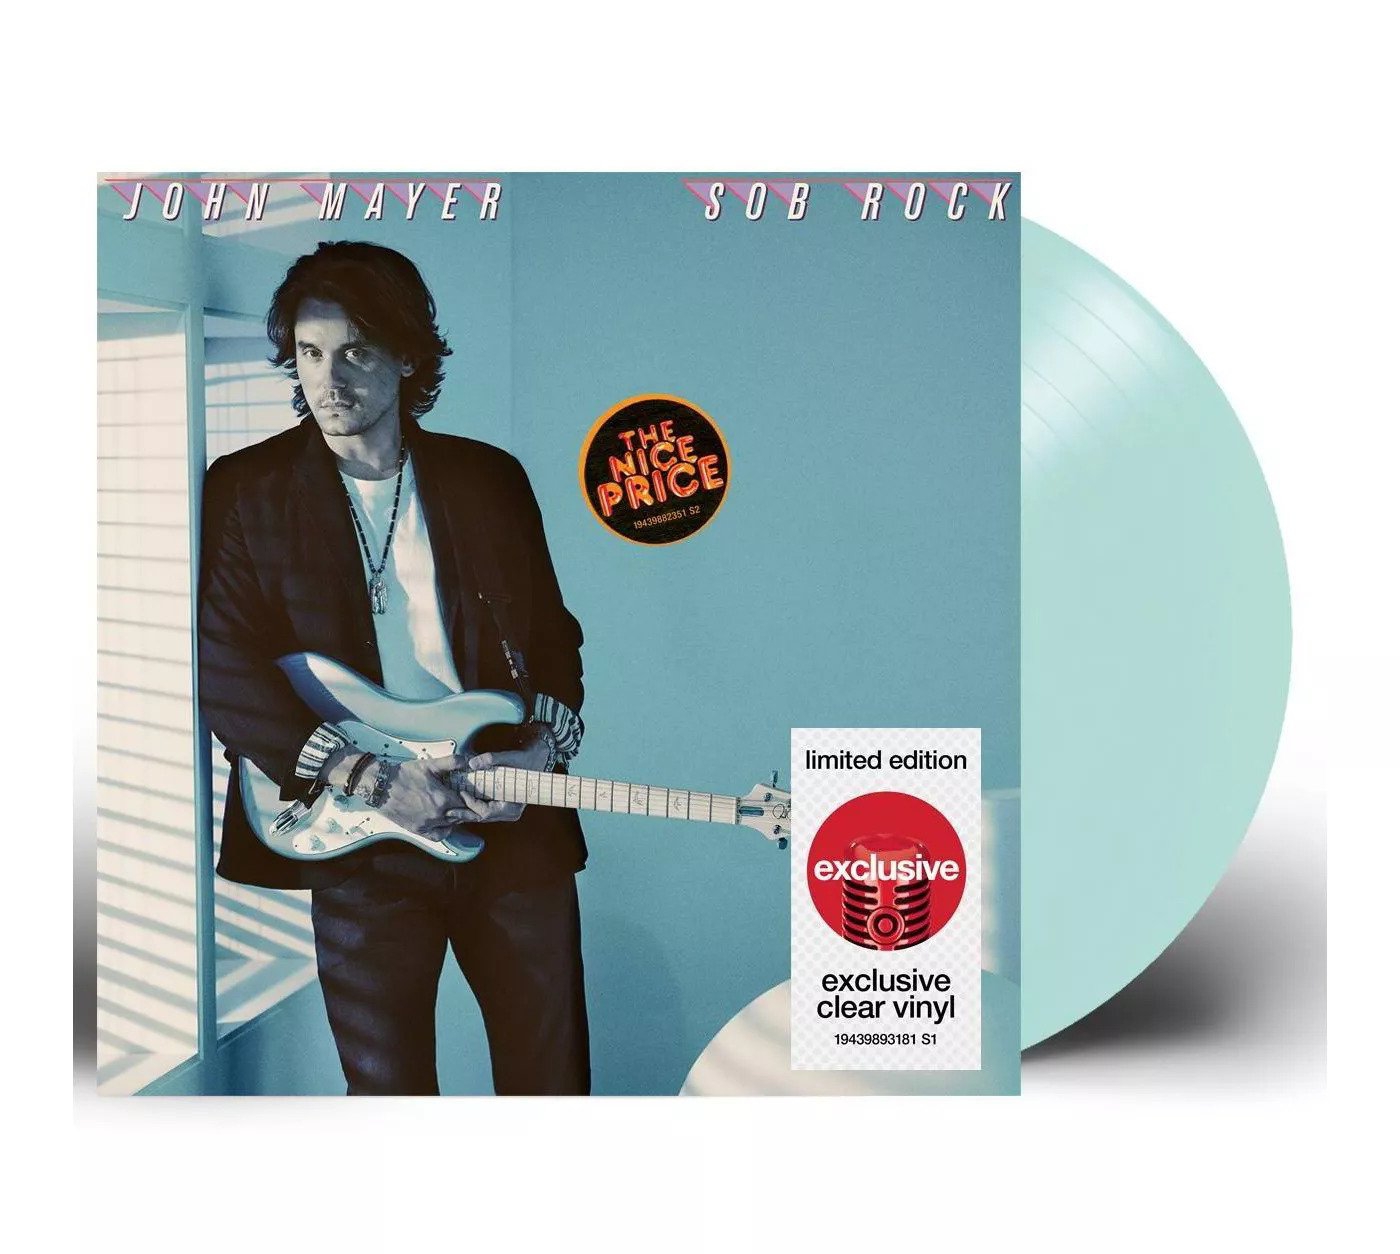 JOHN MAYER
SOB ROCK
THE
NICE
PRICE
19439882351 S2
limited edition
exclusive
exclusive
clear vinyl
19439893181 S1